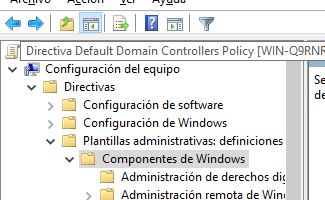 Archivo Acción Ver Ayuda
Directiva Default Domain Controllers Policy [WIN-Q9RNR
Configuración del equipo
Directivas
Configuración de software
Configuración de Windows
Plantillas administrativas: definiciones
Componentes de Windows
Administración de derechos dig
Administración remota de Win
Se
de